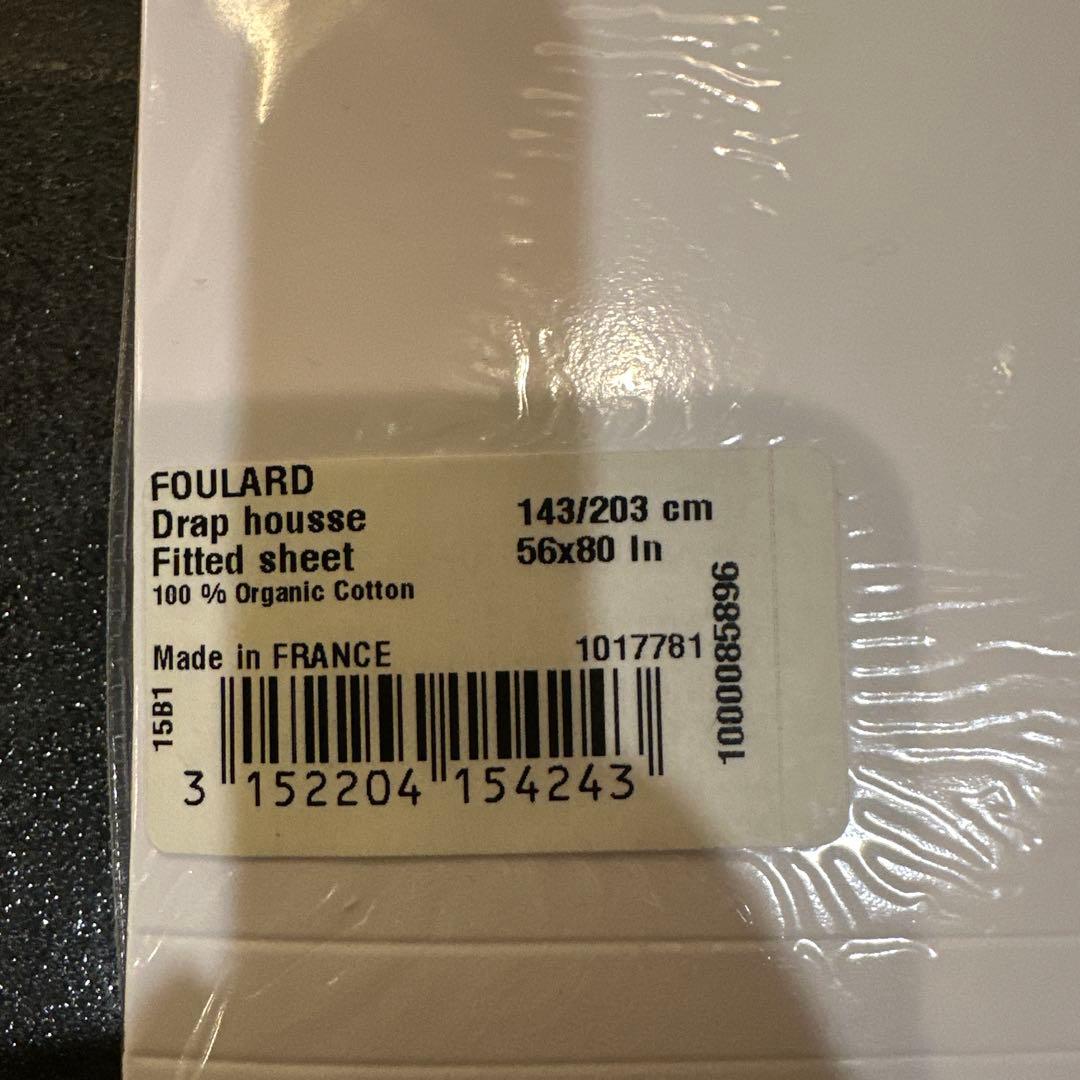 FOULARD
Drap housse
Fitted sheet
100 % Organic Cotton
143/203 cm
56x80 In
Made in FRANCE
1017781
1000085896
15B1
3 152204 154243